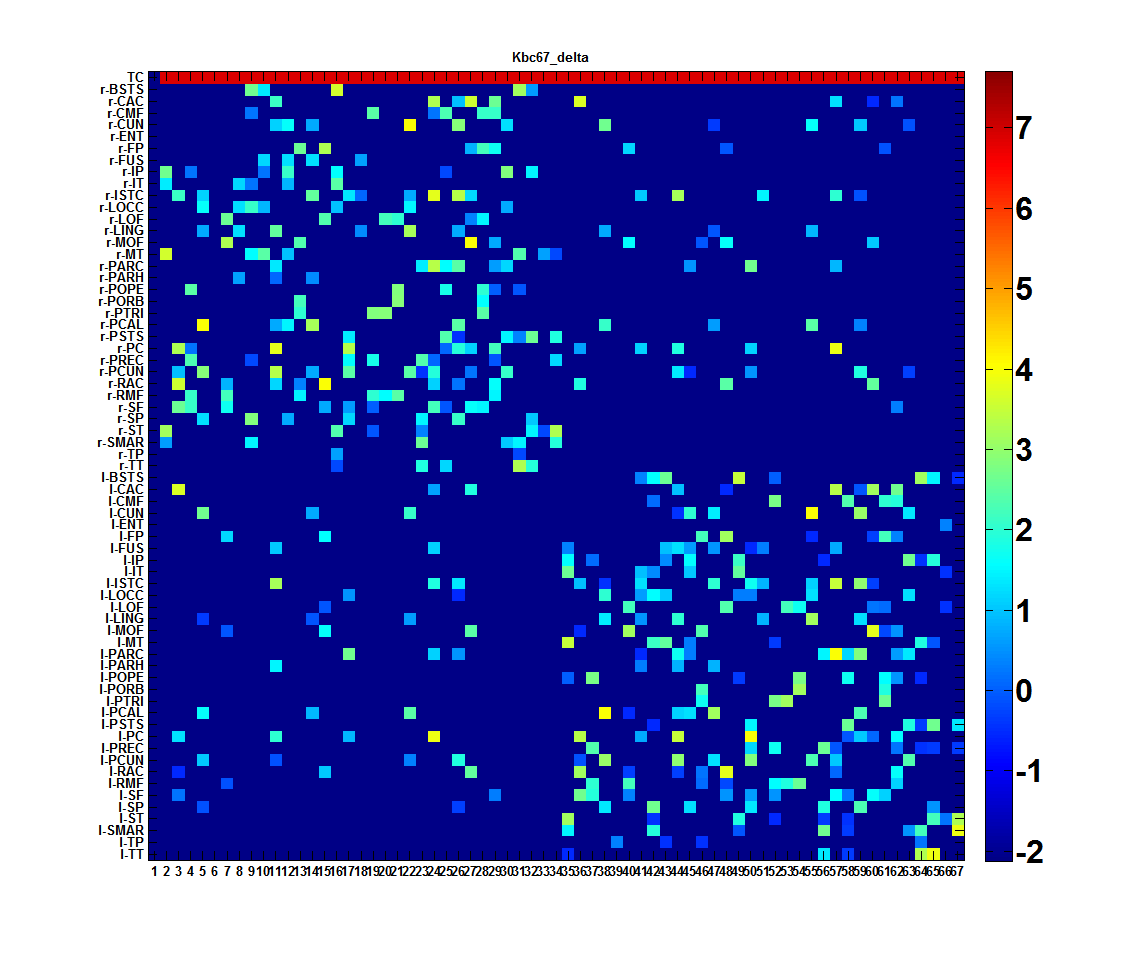 Kbc67_delta
TC
r-BSTS
r-CAC
r-CMF
r-CUN
r-ENT
r-FP
r-FUS
r-IP
r-IT
r-ISTC
r-LOCC
r-LOF
r-LING
r-MOF
r-MT
r-PARC
r-PARH
r-POPE
r-PORB
r-PTRI
r-PCAL
r-PSTS
r-PC
r-PREC
r-PCUN
r-RAC
r-RMF
r-SF
r-SP
r-ST
r-SMAR
r-TP
r-TT
l-BSTS
l-CAC
l-CMF
l-CUN
l-ENT
l-FP
l-FUS
l-IP
l-IT
l-ISTC
l-LOCC
l-LOF
l-LING
l-MOF
l-MT
l-PARC
l-PARH
l-POPE
l-PORB
l-PTRI
l-PCAL
l-PSTS
l-PC
l-PREC
l-PCUN
l-RAC
l-RMF
l-SF
l-SP
l-ST
l-SMAR
l-TP
l-TT
1 2 3 4 5 6 7 8 9 10 11 12 13 14 15 16 17 18 19 20 21 22 23 24 25 26 27 28 29 30 31 32 33 34 35 36 37 38 39 40 41 42 43 44 45 46 47 48 49 50 51 52 53 54 55 56 57 58 59 60 61 62 63 64 65 66 67
7
6
5
4
3
2
1
0
-1
-2